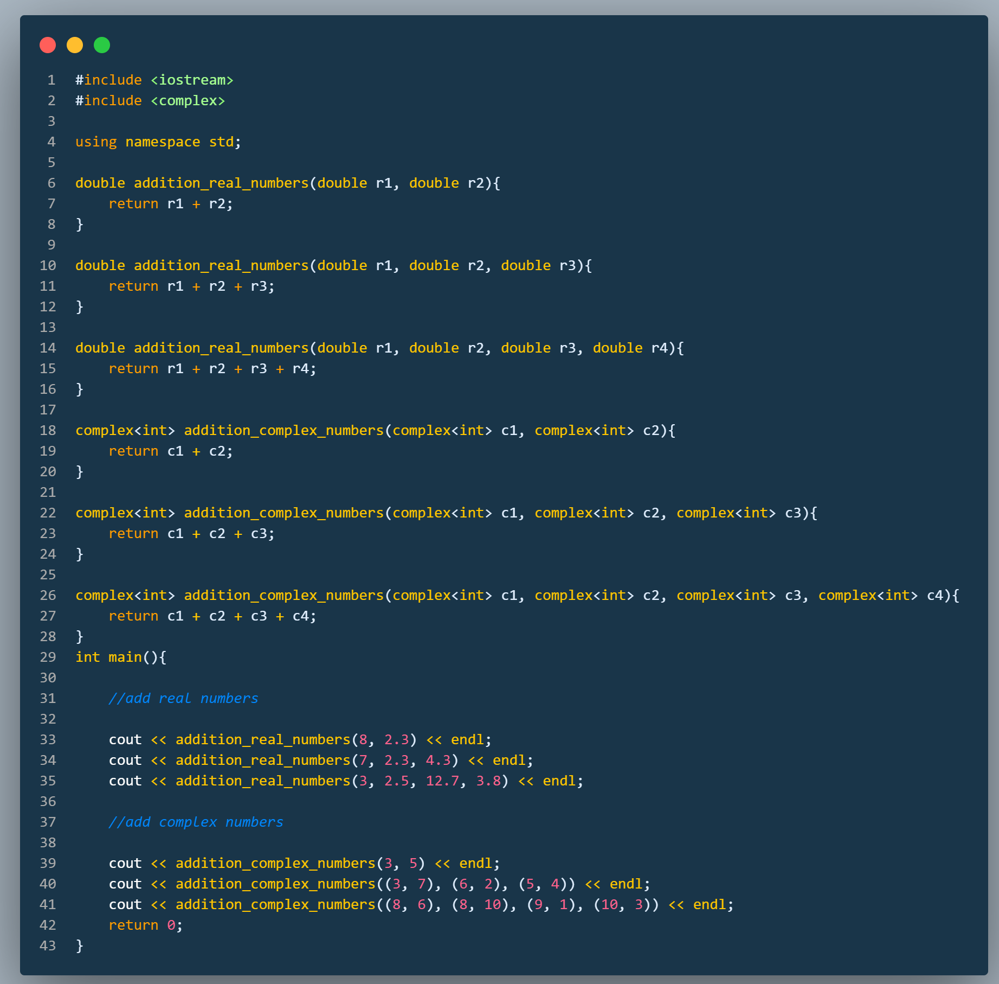 1 #include <iostream>
2 #include <complex>
3
4 using namespace std;
5
6 double addition_real_numbers(double r1, double r2){
7     return r1 + r2;
8 }
9
10 double addition_real_numbers(double r1, double r2, double r3){
11     return r1 + r2 + r3;
12 }
13
14 double addition_real_numbers(double r1, double r2, double r3, double r4){
15     return r1 + r2 + r3 + r4;
16 }
17
18 complex<int> addition_complex_numbers(complex<int> c1, complex<int> c2){
19     return c1 + c2;
20 }
21
22 complex<int> addition_complex_numbers(complex<int> c1, complex<int> c2, complex<int> c3){
23     return c1 + c2 + c3;
24 }
25
26 complex<int> addition_complex_numbers(complex<int> c1, complex<int> c2, complex<int> c3, complex<int> c4){
27     return c1 + c2 + c3 + c4;
28 }
29 int main(){
30
31     //add real numbers
32
33     cout << addition_real_numbers(8, 2.3) << endl;
34     cout << addition_real_numbers(7, 2.3, 4.3) << endl;
35     cout << addition_real_numbers(3, 2.5, 12.7, 3.8) << endl;
36
37     //add complex numbers
38
39     cout << addition_complex_numbers(3, 5) << endl;
40     cout << addition_complex_numbers((3, 7), (6, 2), (5, 4)) << endl;
41     cout << addition_complex_numbers((8, 6), (8, 10), (9, 1), (10, 3)) << endl;
42     return 0;
43 }